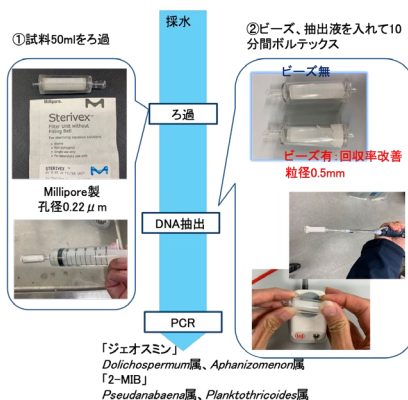 採水
①試料50mlをろ過
Millipore.
Sterivex™
Filter Unit without
Filling Bell
STERIVEX
Millipore製
孔径0.22μm
ろ過
DNA抽出
PCR
②ビーズ、抽出液を入れて10
分間ボルテックス
ビーズ無
ビーズ有：回収率改善
粒径0.5mm
「ジェオスミン」
Dolichospermum属、Aphanizomenon属
「2-MIB」
Pseudanabaena属、Planktothricoides属